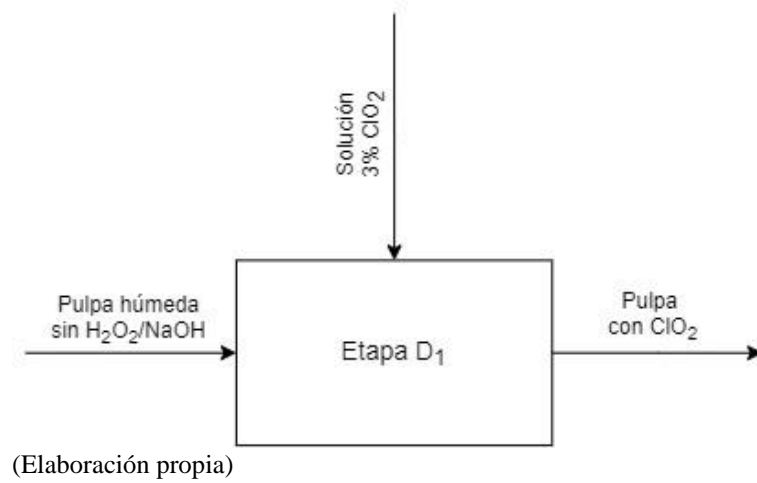 Solución
3% ClO₂
Pulpa húmeda
sin H₂O₂/NaOH
Etapa D₁
Pulpa
con ClO₂
(Elaboración propia)